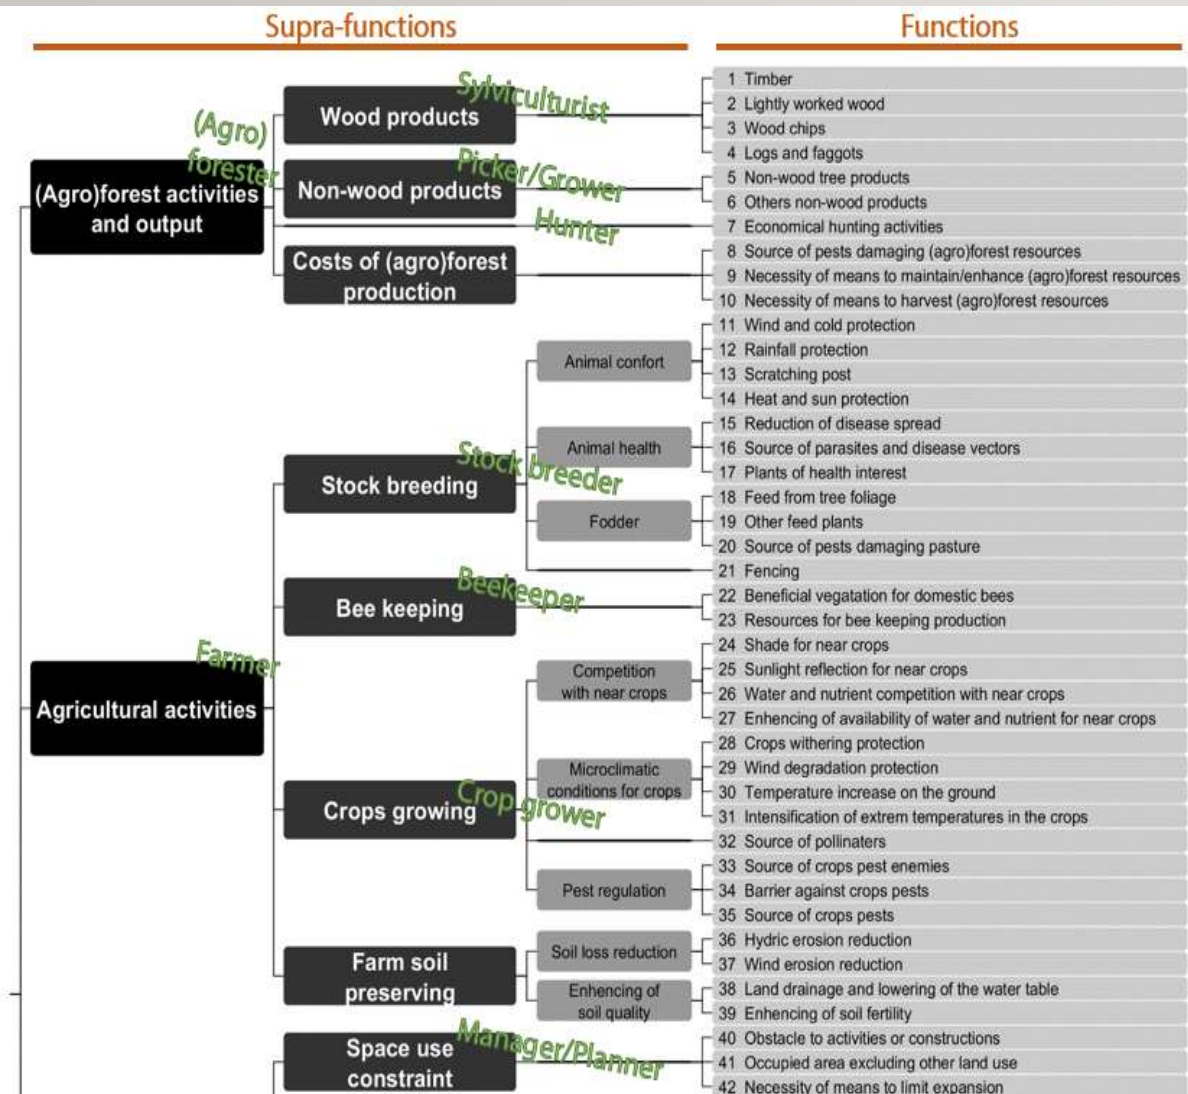 Supra-functions
Functions
(Agro)
forester
(Agro)forest activities
and output
Wood products
Sylviculturist
1 Timber
2 Lightly worked wood
3 Wood chips
4 Logs and faggots
Non-wood products
Picker/Grower
5 Non-wood tree products
6 Others non-wood products
Hunter
7 Economical hunting activities
Costs of (agro)forest
production
8 Source of pests damaging (agro)forest resources
9 Necessity of means to maintain/enhance (agro)forest resources
10 Necessity of means to harvest (agro)forest resources
Farmer
Agricultural activities
Stock breeding
Stock breeder
Animal confort
11 Wind and cold protection
12 Rainfall protection
13 Scratching post
14 Heat and sun protection
Animal health
15 Reduction of disease spread
16 Source of parasites and disease vectors
17 Plants of health interest
Fodder
18 Feed from tree foliage
19 Other feed plants
20 Source of pests damaging pasture
21 Fencing
Bee keeping
Beekeeper
22 Beneficial vegatation for domestic bees
23 Resources for bee keeping production
Crops growing
Crop grower
Competition
with near crops
24 Shade for near crops
25 Sunlight reflection for near crops
26 Water and nutrient competition with near crops
27 Enhencing of availability of water and nutrient for near crops
Microclimatic
conditions for crops
28 Crops withering protection
29 Wind degradation protection
30 Temperature increase on the ground
31 Intensification of extrem temperatures in the crops
32 Source of pollinaters
Pest regulation
33 Source of crops pest enemies
34 Barrier against crops pests
35 Source of crops pests
Farm soil
preserving
Soil loss reduction
36 Hydric erosion reduction
37 Wind erosion reduction
Enhencing of
soil quality
38 Land drainage and lowering of the water table
39 Enhencing of soil fertility
Space use
constraint
Manager/Planner
40 Obstacle to activities or constructions
41 Occupied area excluding other land use
42 Necessity of means to limit expansion